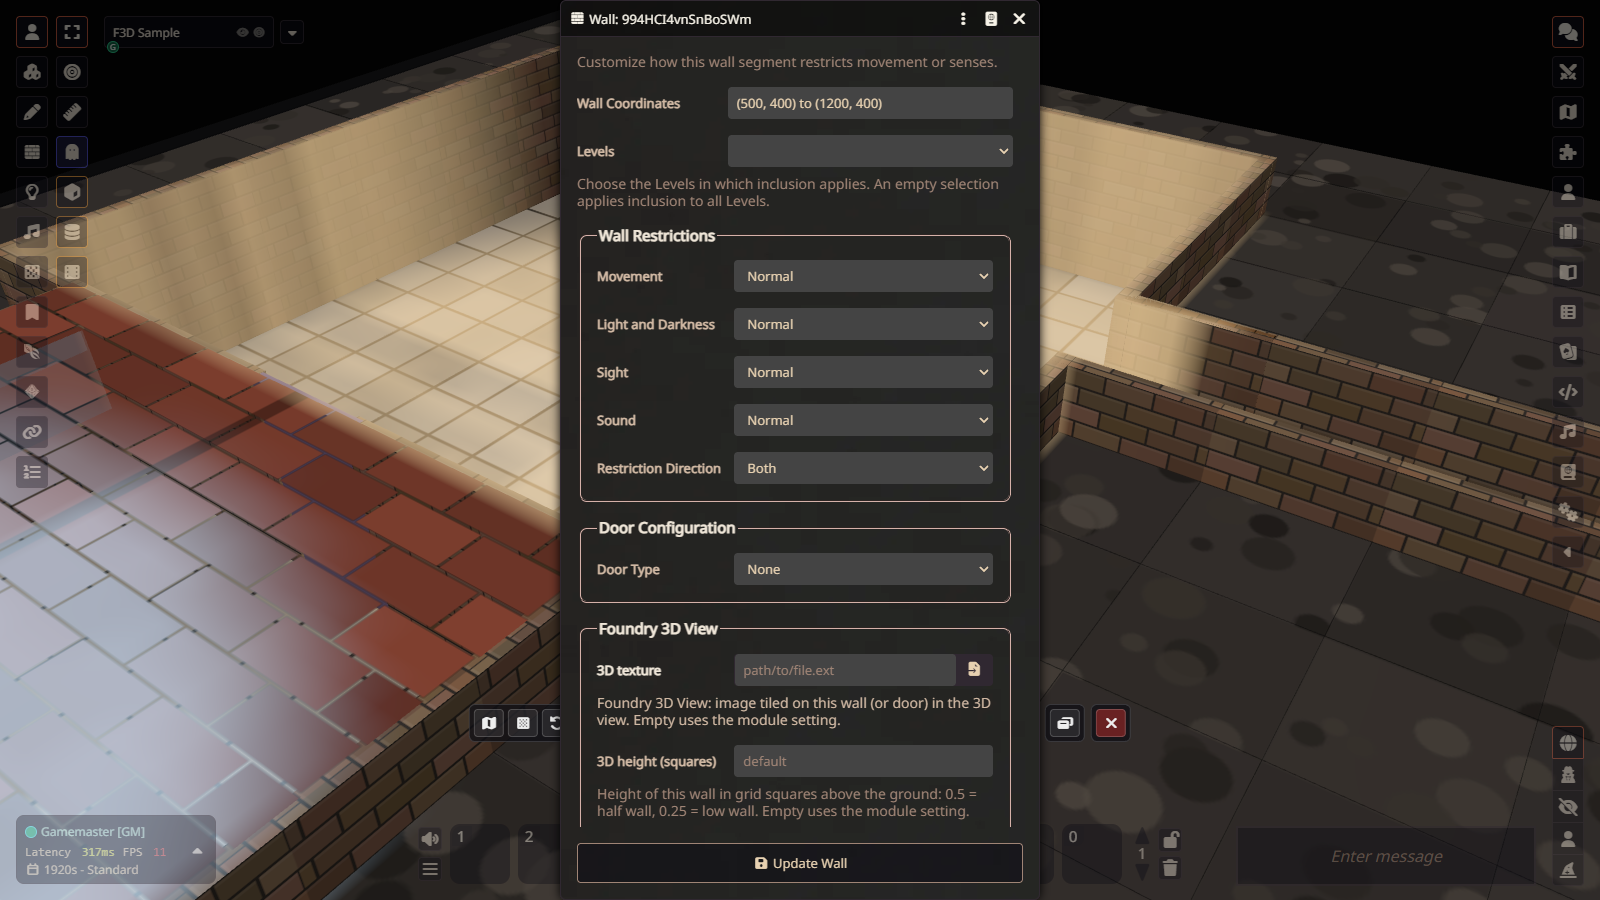 Wall: 994HCI4vnSnBoSWm
F3D Sample
G
Customize how this wall segment restricts movement or senses.
Wall Coordinates
(500, 400) to (1200, 400)
Levels
Choose the Levels in which inclusion applies. An empty selection
applies inclusion to all Levels.
Wall Restrictions
Movement
Normal
Light and Darkness
Normal
Sight
Normal
Sound
Normal
Restriction Direction
Both
Door Configuration
Door Type
None
Foundry 3D View
3D texture
path/to/file.ext
Foundry 3D View: image tiled on this wall (or door) in the 3D
view. Empty uses the module setting.
3D height (squares)
default
Height of this wall in grid squares above the ground: 0.5 =
half wall, 0.25 = low wall. Empty uses the module setting.
Update Wall
Gamemaster [GM]
Latency 317ms FPS 11
1920s - Standard
1
2
0
1
Enter message